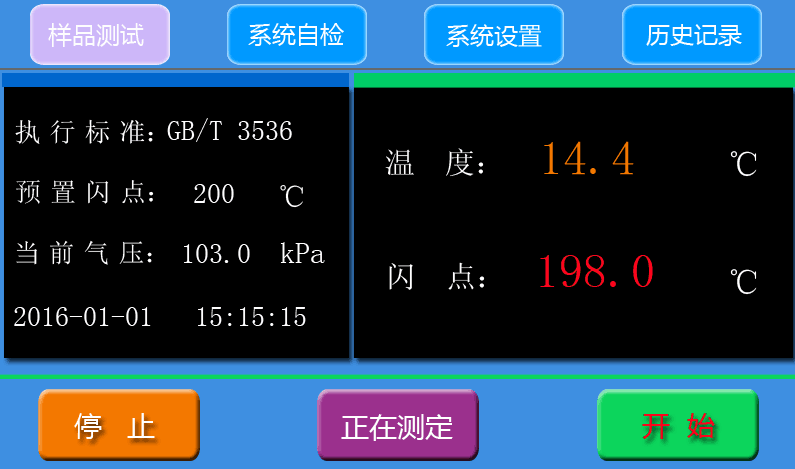 样品测试 系统自检 系统设置 历史记录
执行标准：GB/T 3536
预置闪点： 200 ℃
当前气压： 103.0 kPa
2016-01-01 15:15:15
温 度： 14.4 ℃
闪 点： 198.0 ℃
停 止 正在测定 开 始